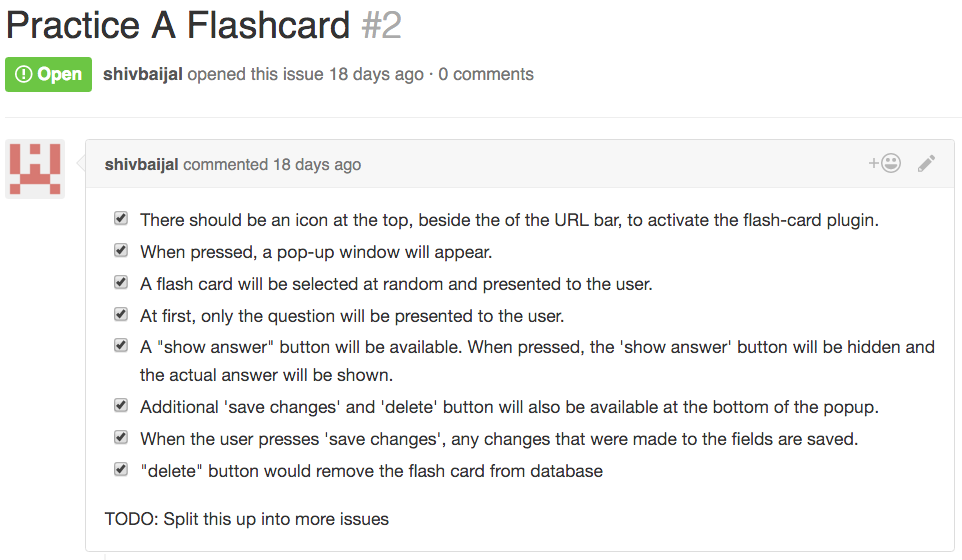 Practice A Flashcard #2
Open shivbaijal opened this issue 18 days ago · 0 comments
shivbaijal commented 18 days ago
There should be an icon at the top, beside the of the URL bar, to activate the flash-card plugin.
When pressed, a pop-up window will appear.
A flash card will be selected at random and presented to the user.
At first, only the question will be presented to the user.
A "show answer" button will be available. When pressed, the 'show answer' button will be hidden and
the actual answer will be shown.
Additional 'save changes' and 'delete' button will also be available at the bottom of the popup.
When the user presses 'save changes', any changes that were made to the fields are saved.
"delete" button would remove the flash card from database
TODO: Split this up into more issues